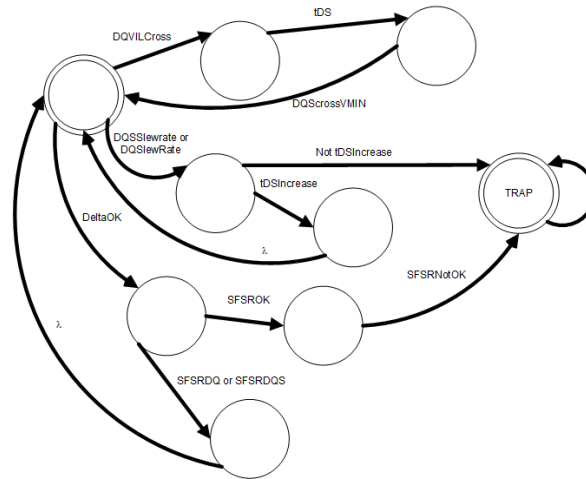 DQVILCross
tDS
DQScrossVMIN
DQSSlewrate or
DQSlewRate
Not tDSIncrease
tDSIncrease
TRAP
DeltaOK
λ
SFSRNotOK
SFSROK
λ
SFSRDQ or SFSRDQS